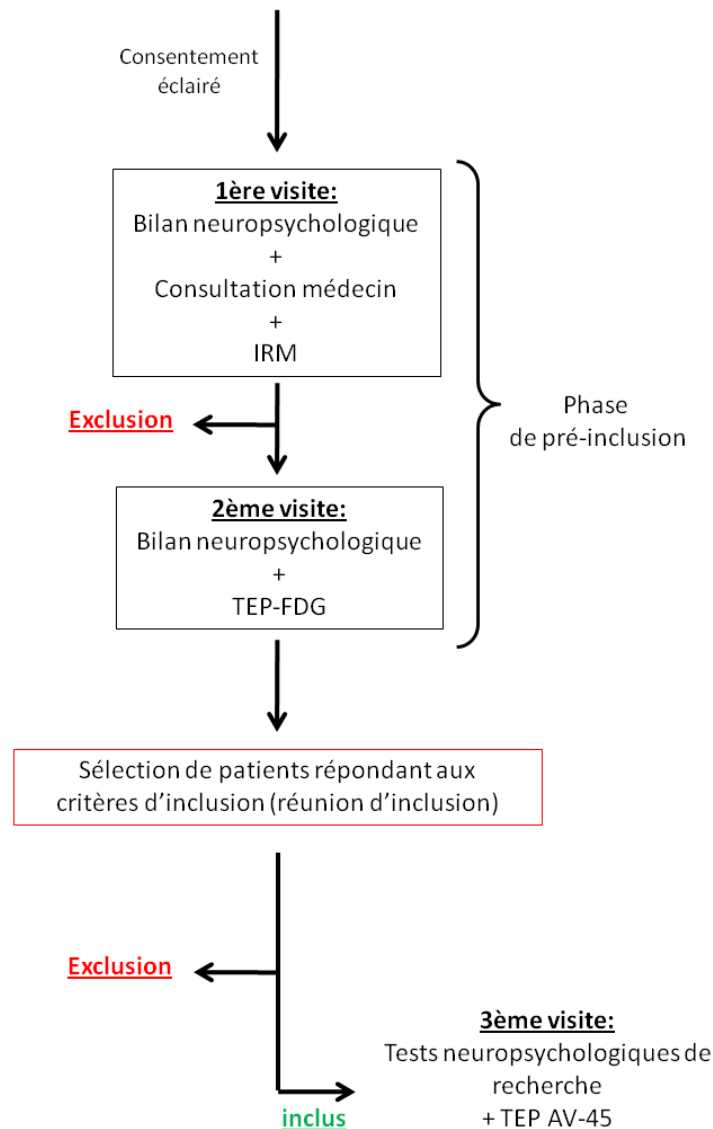 Consentement
éclairé
1ère visite:
Bilan neuropsychologique
+
Consultation médecin
+
IRM
Exclusion
Phase
de pré-inclusion
2ème visite:
Bilan neuropsychologique
+
TEP-FDG
Sélection de patients répondant aux
critères d’inclusion (réunion d’inclusion)
Exclusion
3ème visite:
Tests neuropsychologiques de
recherche
+ TEP AV-45
inclus